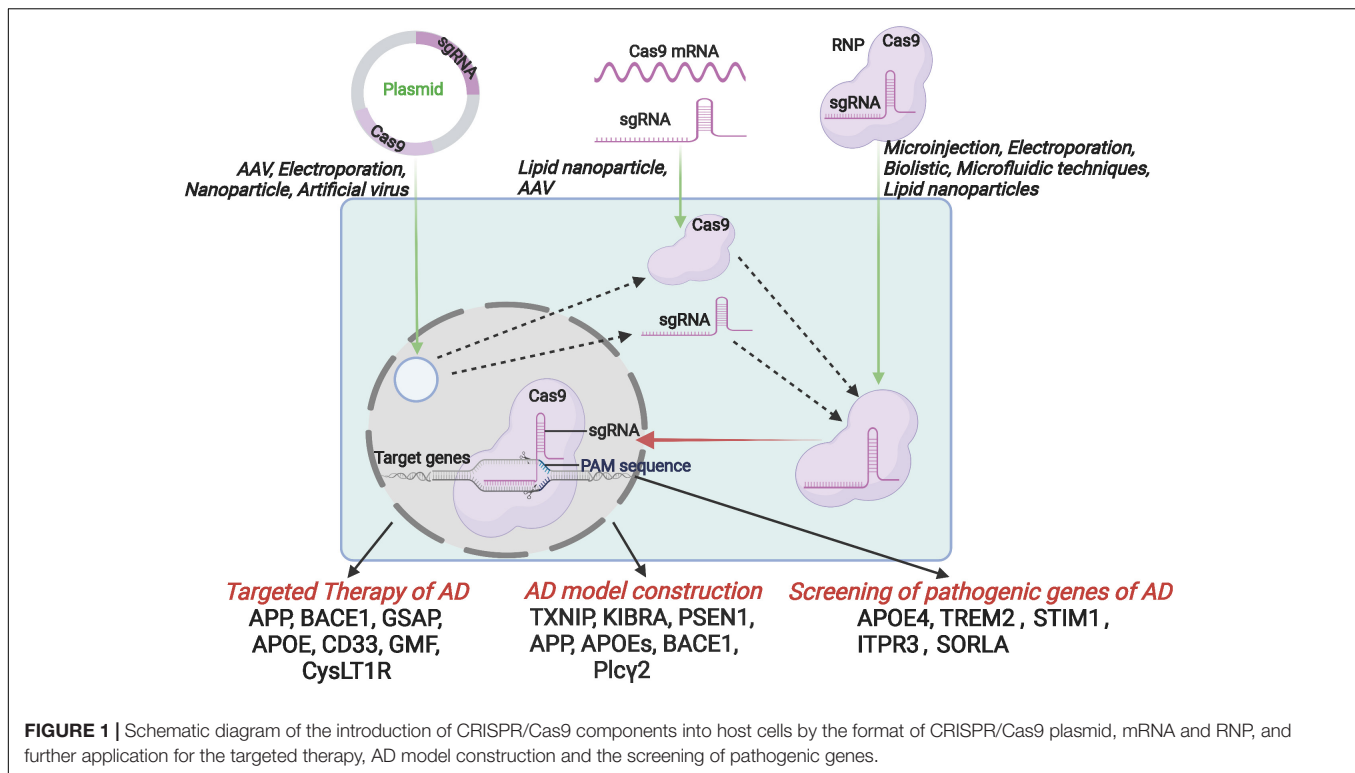 sgRNA
Plasmid
Cas9
Cas9 mRNA
sgRNA
RNP
Cas9
sgRNA
AAV, Electroporation,
Nanoparticle, Artificial virus
Lipid nanoparticle,
AAV
Microinjection, Electroporation,
Biolistic, Microfluidic techniques,
Lipid nanoparticles
Cas9
sgRNA
Cas9
sgRNA
Target genes
PAM sequence
Targeted Therapy of AD
APP, BACE1, GSAP,
APOE, CD33, GMF,
CysLT1R
AD model construction
TXNIP, KIBRA, PSEN1,
APP, APOEs, BACE1,
Plcγ2
Screening of pathogenic genes of AD
APOE4, TREM2 , STIM1,
ITPR3 , SORLA
FIGURE 1 | Schematic diagram of the introduction of CRISPR/Cas9 components into host cells by the format of CRISPR/Cas9 plasmid, mRNA and RNP, and
further application for the targeted therapy, AD model construction and the screening of pathogenic genes.